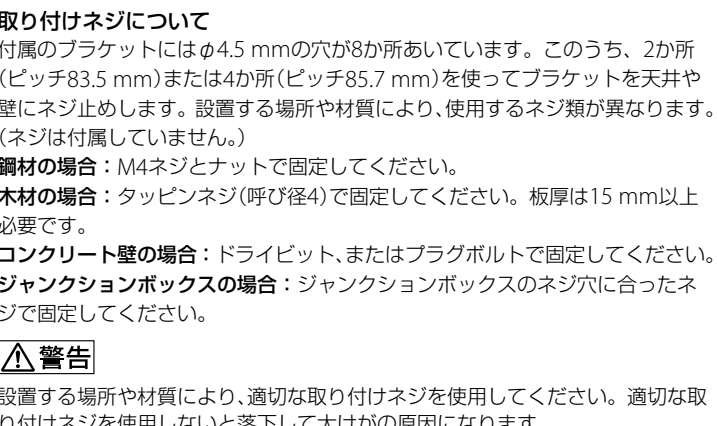 取り付けネジについて
付属のブラケットにはφ4.5 mmの穴が8か所あいています。このうち、2か所
(ピッチ83.5 mm)または4か所(ピッチ85.7 mm)を使ってブラケットを天井や
壁にネジ止めします。設置する場所や材質により、使用するネジ類が異なります。
(ネジは付属していません。)
鋼材の場合：M4ネジとナットで固定してください。
木材の場合：タッピンネジ(呼び径4)で固定してください。板厚は15 mm以上
必要です。
コンクリート壁の場合：ドライビット、またはプラグボルトで固定してください。
ジャンクションボックスの場合：ジャンクションボックスのネジ穴に合ったネ
ジで固定してください。
警告
設置する場所や材質により、適切な取り付けネジを使用してください。適切な取
り付けネジを使用しないと落下して大けがの原因になります